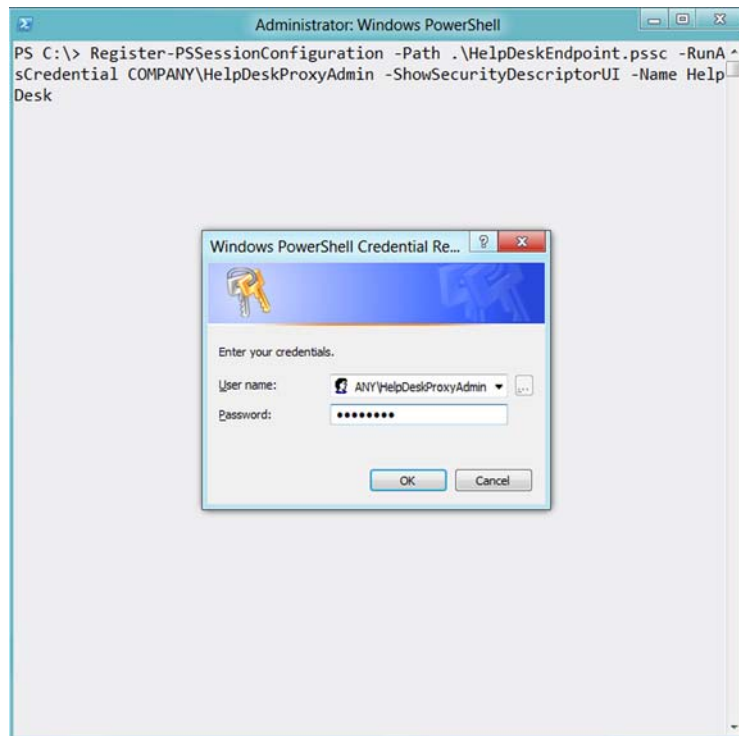 Administrator: Windows PowerShell
PS C:\> Register-PSSessionConfiguration -Path .\HelpDeskEndpoint.pssc -RunA
sCredential COMPANY\HelpDeskProxyAdmin -ShowSecurityDescriptorUI -Name Help
Desk
Windows PowerShell Credential Re...
Enter your credentials.
User name: ANY\HelpDeskProxyAdmin ...
Password: ••••••••
OK Cancel